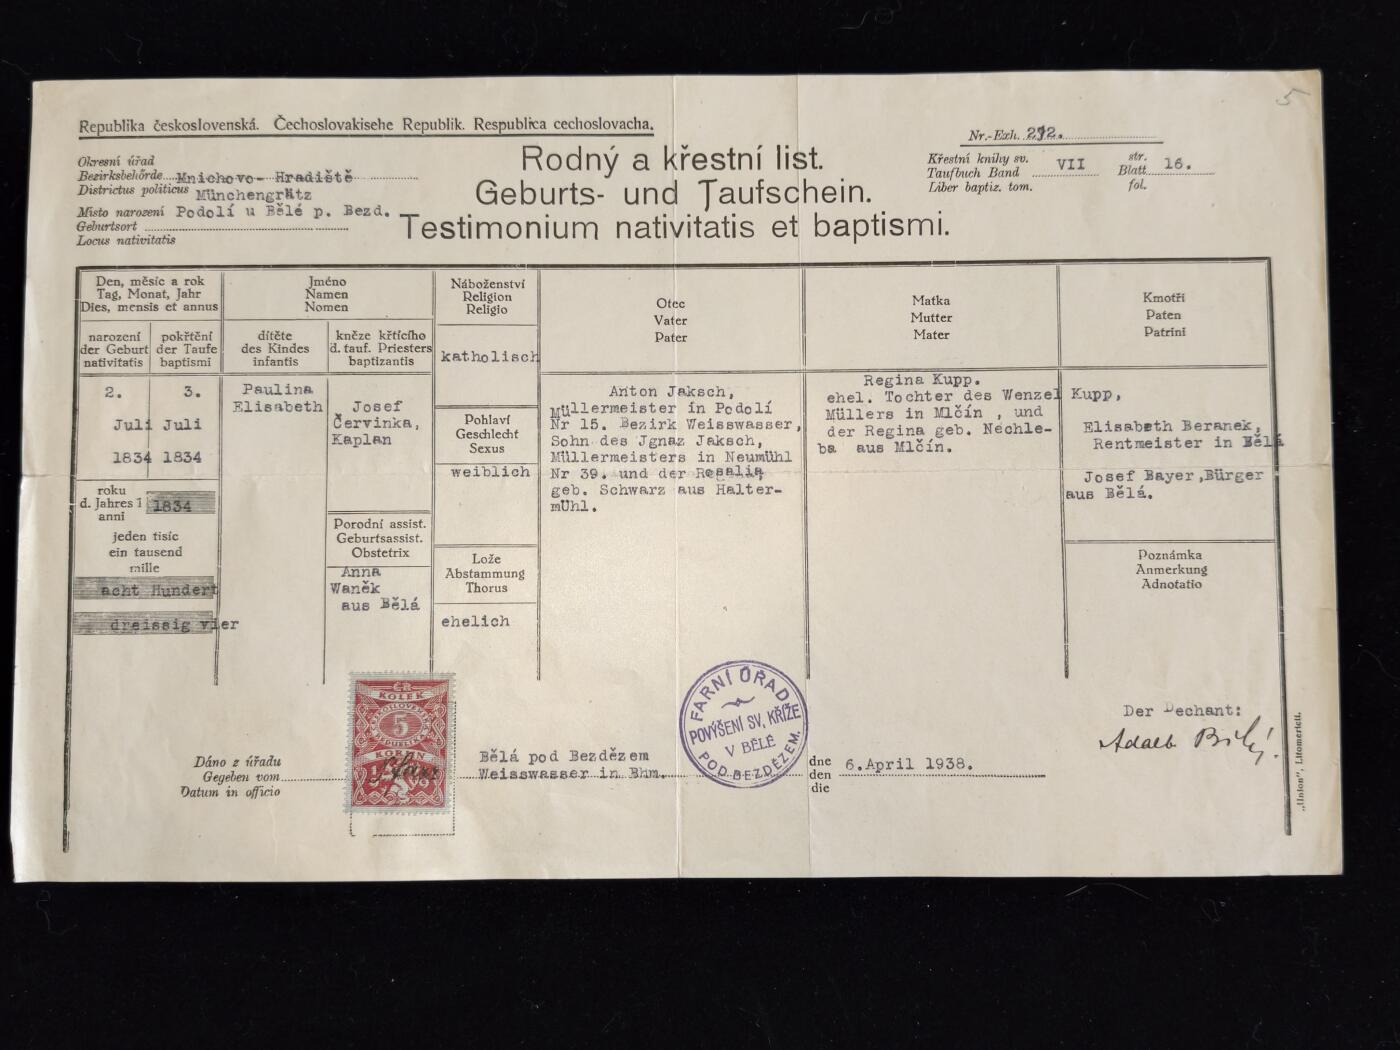 5
Republika československá. Čechoslovakisehe Republik. Respublica cechoslovacha.
Nr.-Exh. 292.
Okresní úřad
Bezirksbehörde Mnichovo- Hradiště
Districtus politicus Münchengrätz
Místo narození Podolí u Bělé p. Bezd.
Geburtsort
Locus nativitatis
Rodný a křestní list.
Geburts- und Taufschein.
Testimonium nativitatis et baptismi.
Křestní knihy sv. str.
Taufbuch Band VII Blatt 16.
Liber baptiz. tom. fol.
Den, měsíc a rok
Tag, Monat, Jahr
Dies, mensis et annus
narození
der Geburt
nativitatis
pokřtění
der Taufe
baptismi
2. 3.
Juli Juli
1834 1834
roku
d. Jahres 1 1834
anni
jeden tisíc
ein tausend
mille
acht Hundert
dreissig vier
Jméno
Namen
Nomen
dítěte
des Kindes
infantis
Paulina
Elisabeth
kněze křtícího
d. tauf. Priesters
baptizantis
Josef
Červinka,
Kaplan
Porodní assist.
Geburtsassist.
Obstetrix
Anna
Waněk
aus Bělá
Náboženství
Religion
Religio
katholisch
Pohlaví
Geschlecht
Sexus
weiblich
Lože
Abstammung
Thorus
ehelich
Otec
Vater
Pater
Anton Jaksch,
Müllermeister in Podolí
Nr 15. Bezirk Weisswasser,
Sohn des Jgnaz Jaksch,
Müllermeisters in Neumühl
Nr 39. und der Rosalia
geb. Schwarz aus Halter-
mühl.
Matka
Mutter
Mater
Regina Kupp.
ehel. Tochter des Wenzel Kupp,
Müllers in Mlčín , und
der Regina geb. Nechle-
ba aus Mlčín.
Kmotři
Paten
Patrini
Elisabeth Beranek,
Rentmeister in Bělá
Josef Bayer,Bürger
aus Bělá.
Poznámka
Anmerkung
Adnotatio
ČR
KOLEK
ČESKOSLOVENSKÁ
5
REPUBLIKA
KORUN
Dáno z úřadu
Gegeben vom
Datum in officio
Bělá pod Bezdězem
Weisswasser in Bhm.
FARNÍ ÚŘAD
POVÝŠENÍ SV. KŘÍŽE
V BĚLÉ
POD BEZDĚZEM.
dne
den 6.April 1938.
die
Der Dechant:
Adalb Bílý.
„Union", Litoměřiceň.